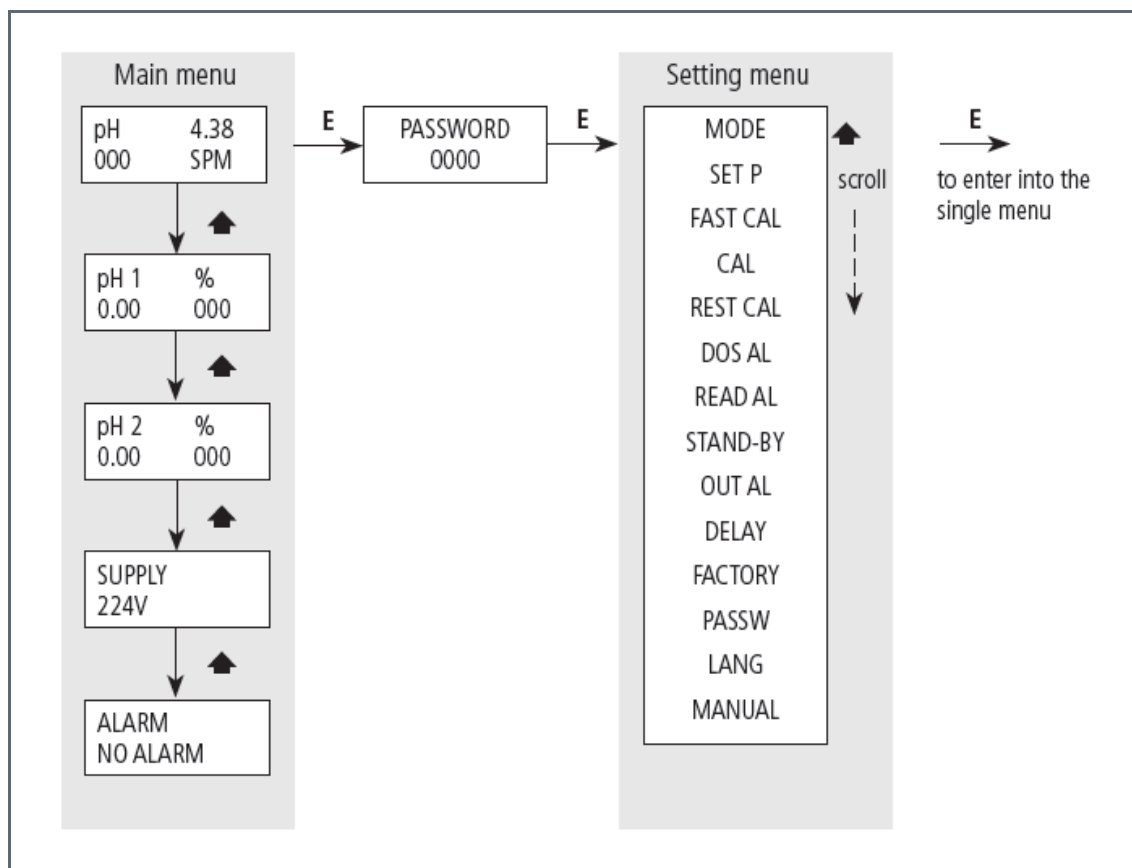 Main menu
pH 4.38
000 SPM
pH 1 %
0.00 000
pH 2 %
0.00 000
SUPPLY
224V
ALARM
NO ALARM
E
PASSWORD
0000
E
Setting menu
MODE
SET P
FAST CAL
CAL
REST CAL
DOS AL
READ AL
STAND-BY
OUT AL
DELAY
FACTORY
PASSW
LANG
MANUAL
scroll
E
to enter into the
single menu